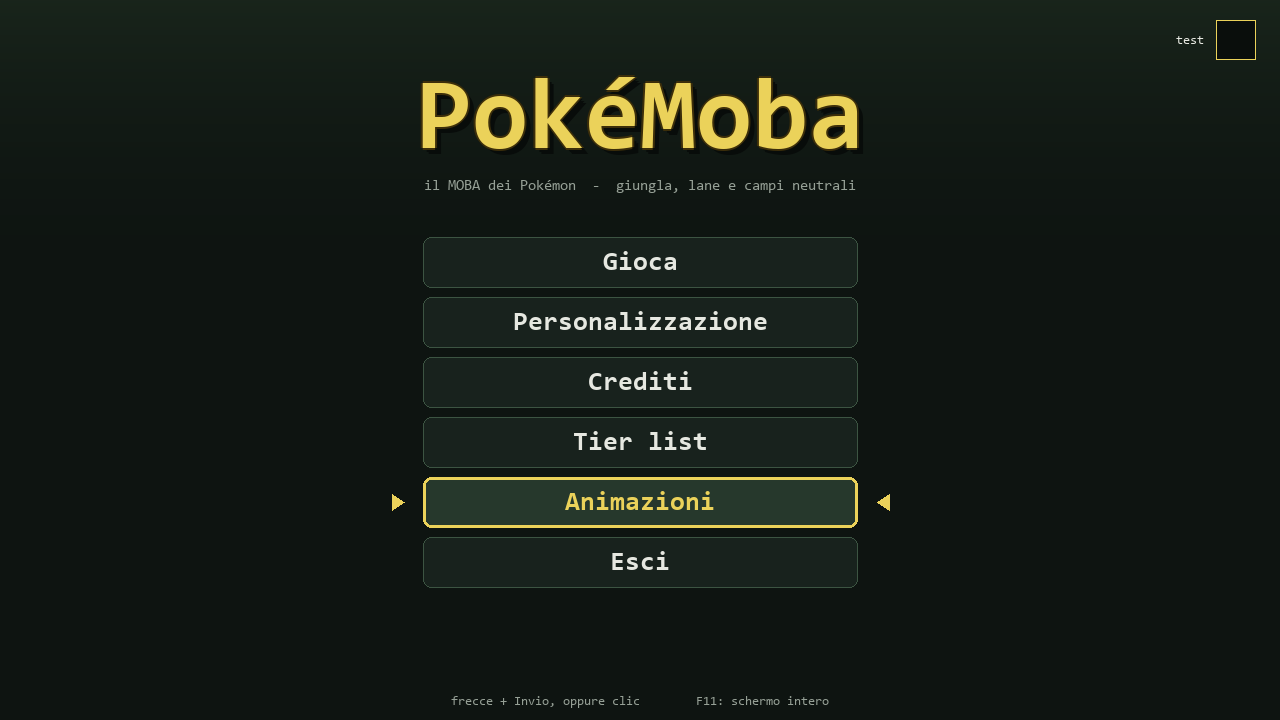 test
PokéMoba
il MOBA dei Pokémon - giungla, lane e campi neutrali
Gioca
Personalizzazione
Crediti
Tier list
Animazioni
Esci
frecce + Invio, oppure clic F11: schermo intero